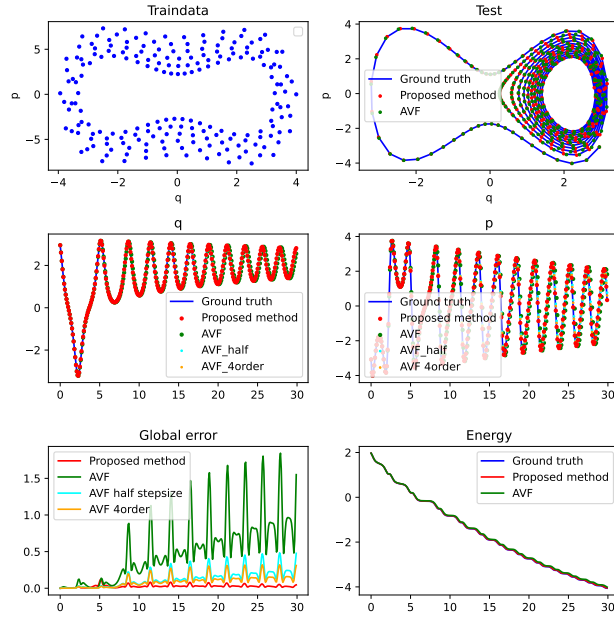 Traindata
5
0
−5
p
−4 −2 0 2 4
q
Test
4
2
0
−2
−4
p
Ground truth
Proposed method
AVF
−2 0 2
q
q
2
0
−2
Ground truth
Proposed method
AVF
AVF_half
AVF_4order
0 5 10 15 20 25 30
p
4
2
0
−2
−4
Ground truth
Proposed method
AVF
AVF_half
AVF 4order
0 5 10 15 20 25 30
Global error
1.5
1.0
0.5
0.0
Proposed method
AVF
AVF half stepsize
AVF 4order
0 5 10 15 20 25 30
Energy
2
0
−2
−4
Ground truth
Proposed method
AVF
0 5 10 15 20 25 30